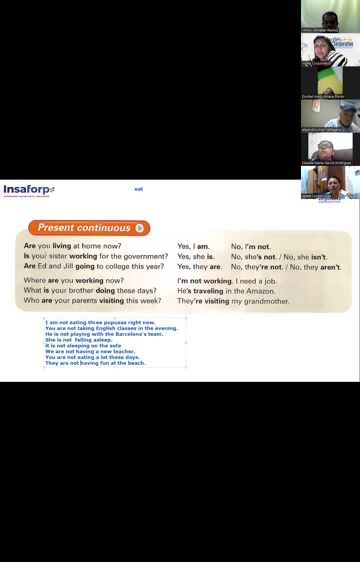 Insaforp
eat
Present continuous
Are you living at home now? Yes, I am. No, I'm not.
Is your sister working for the government? Yes, she is. No, she's not. / No, she isn't.
Are Ed and Jill going to college this year? Yes, they are. No, they're not. / No, they aren't.
Where are you working now? I'm not working. I need a job.
What is your brother doing these days? He's traveling in the Amazon.
Who are your parents visiting this week? They're visiting my grandmother.
I am not eating three pupusas right now.
You are not taking English classes in the evening.
He is not playing with the Barcelona's team.
She is not falling asleep.
it is not sleeping on the sofa
We are not having a new teacher.
You are not eating a lot these days.
They are not having fun at the beach.